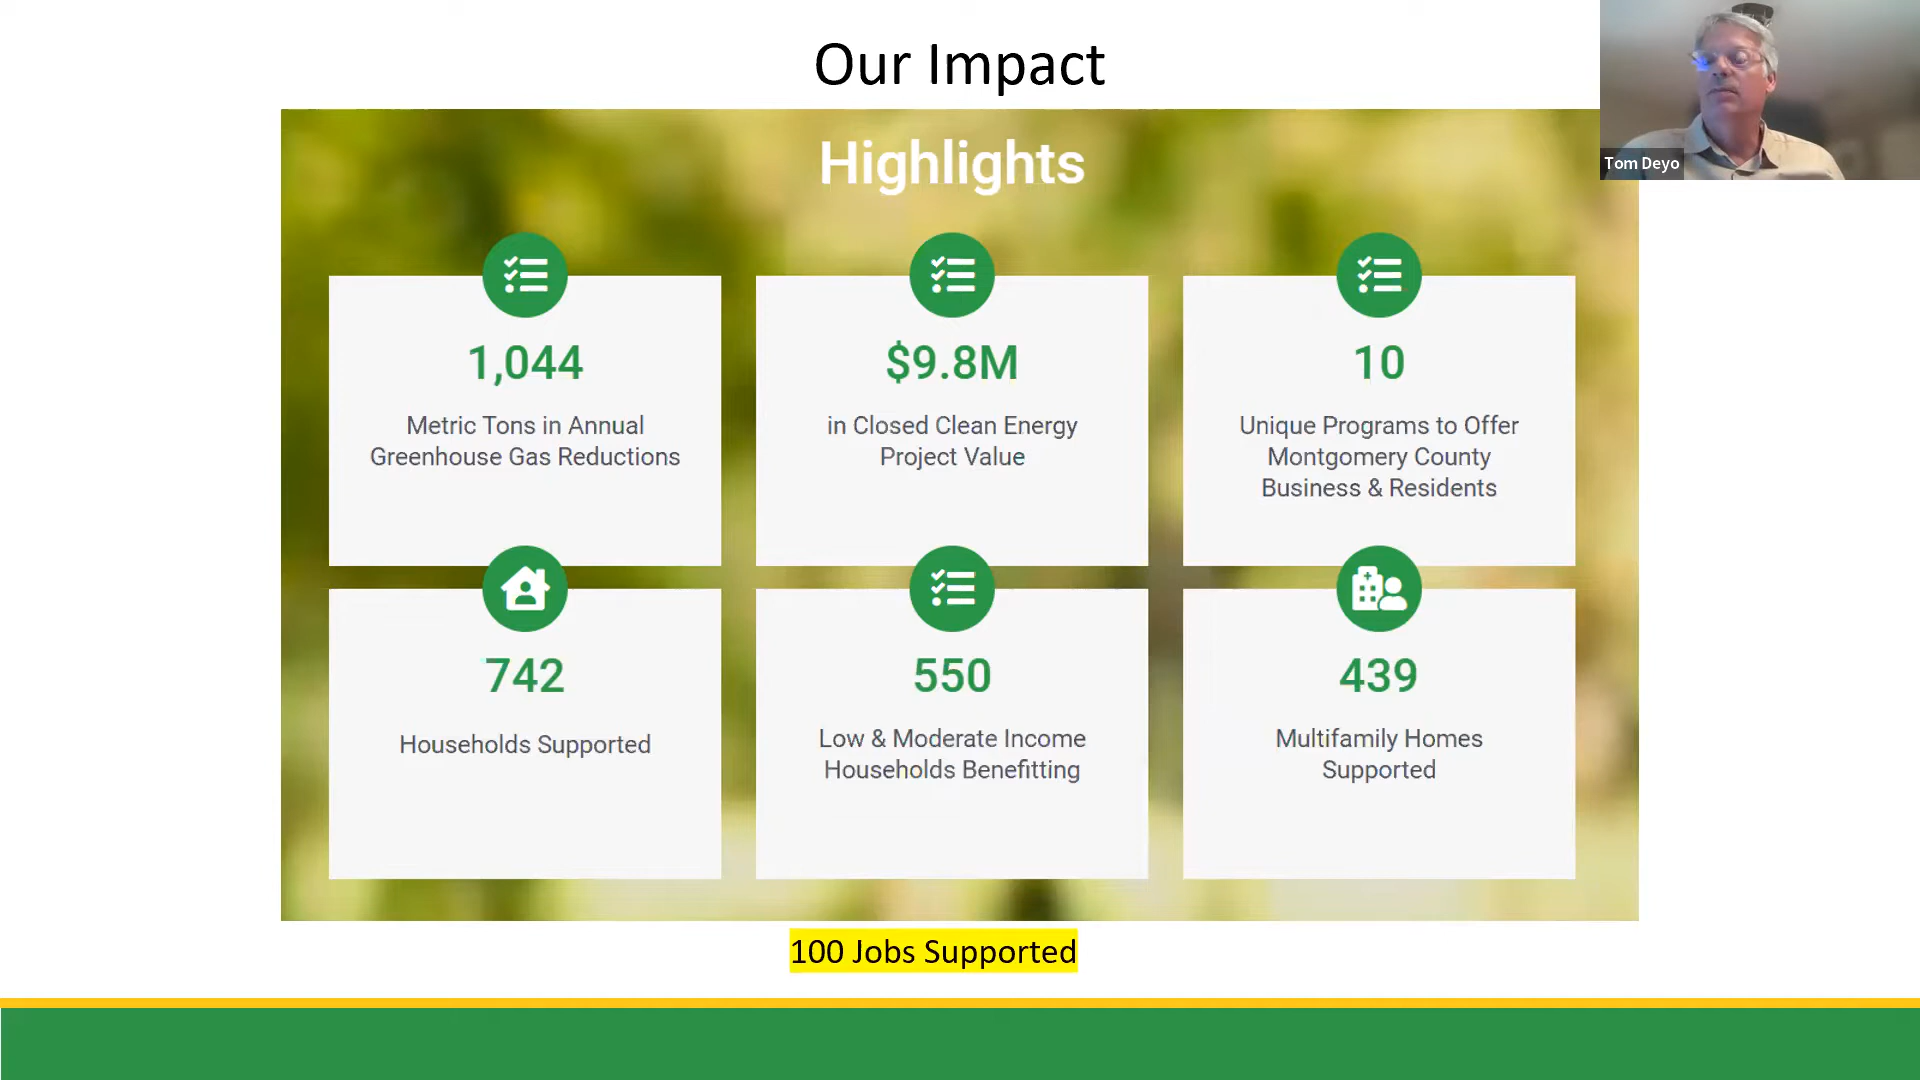 Our Impact
Tom Deyo
Highlights
1,044
Metric Tons in Annual
Greenhouse Gas Reductions
$9.8M
in Closed Clean Energy
Project Value
10
Unique Programs to Offer
Montgomery County
Business & Residents
742
Households Supported
550
Low & Moderate Income
Households Benefitting
439
Multifamily Homes
Supported
100 Jobs Supported